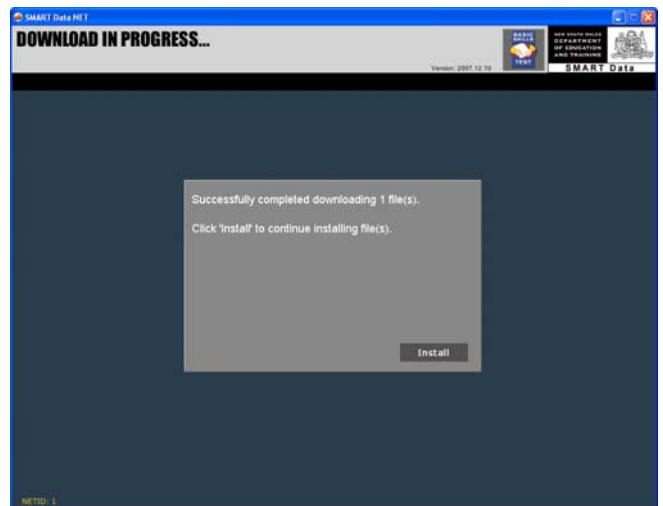 SMART Data NET
DOWNLOAD IN PROGRESS...
BASIC
SKILLS
TEST
NEW SOUTH WALES
DEPARTMENT
OF EDUCATION
AND TRAINING
Version: 2007.12.10
SMART Data
Successfully completed downloading 1 file(s).
Click 'Install' to continue installing file(s).
Install
NETID: 1